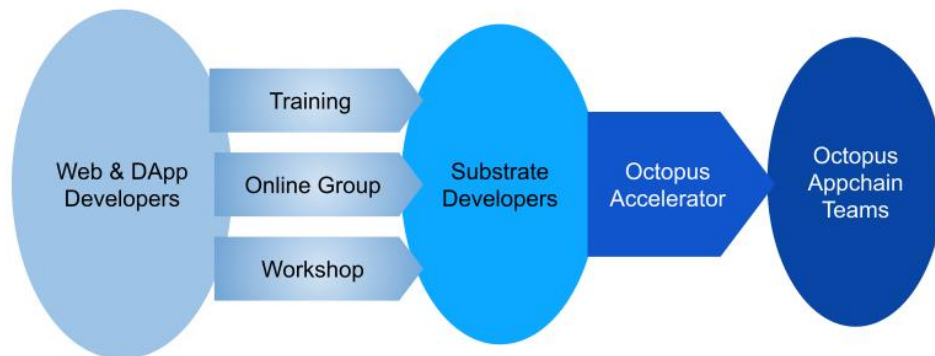 Web & DApp
Developers
Training
Online Group
Workshop
Substrate
Developers
Octopus
Accelerator
Octopus
Appchain
Teams